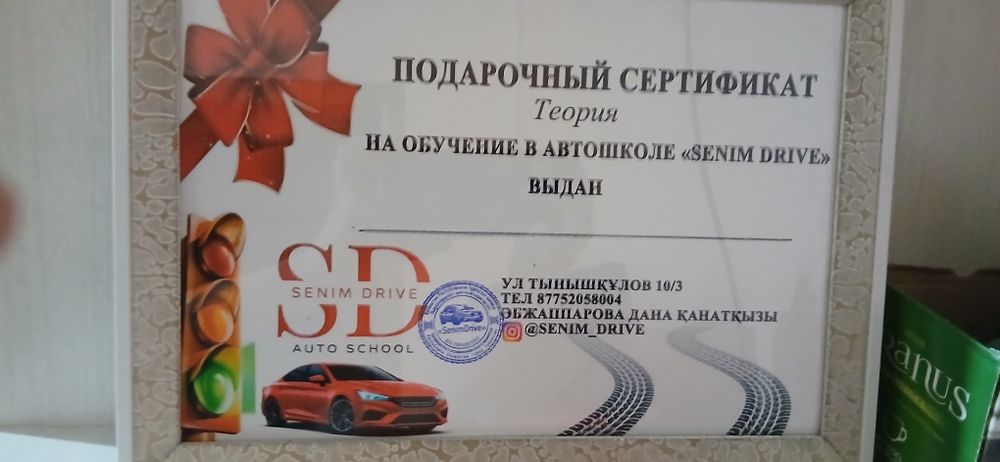 ПОДАРОЧНЫЙ СЕРТИФИКАТ
Теория
НА ОБУЧЕНИЕ В АВТОШКОЛЕ «SENIM DRIVE»
ВЫДАН
SD
SENIM DRIVE
AUTO SCHOOL
«SenimDrive»
УЛ ТЫНЫШҚҰЛОВ 10/3
ТЕЛ 87752058004
ӘБЖАППАРОВА ДАНА ҚАНАТҚЫЗЫ
@SENIM_DRIVE